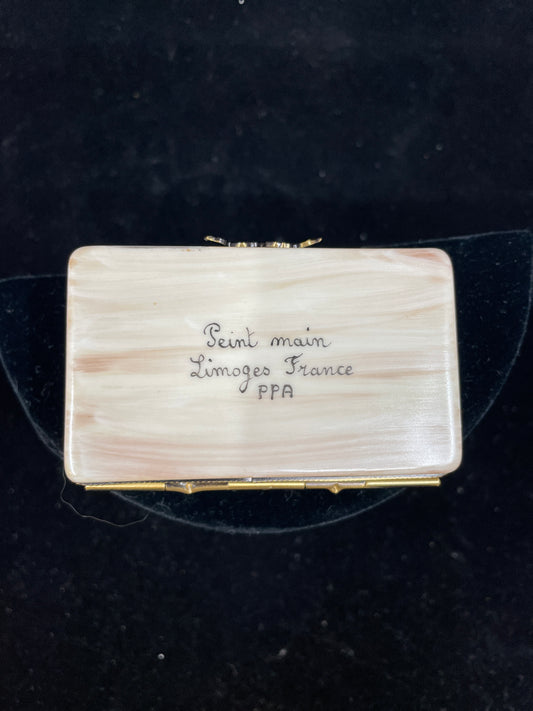 Peint main
Limoges France
PPA